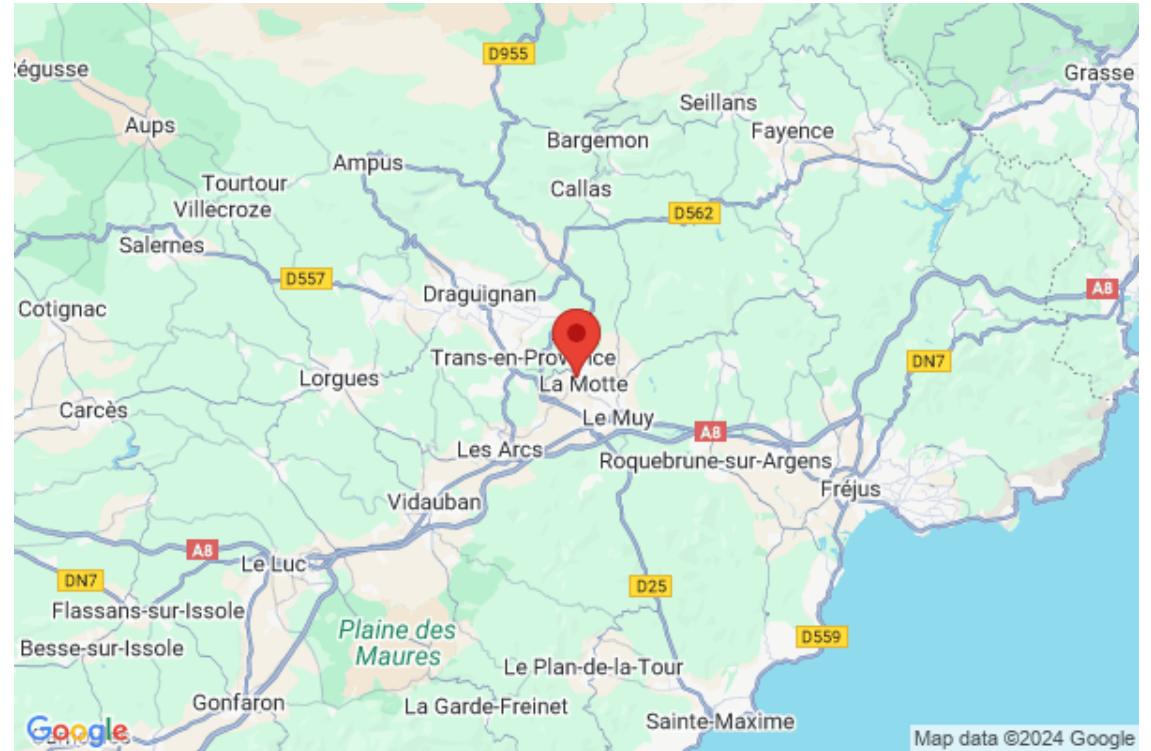 D955
Régusse
Grasse
Seillans
Aups
Fayence
Bargemon
Ampus
Tourtour
Callas
Villecroze
D562
Salernes
D557
A8
Draguignan
Cotignac
Trans-en-Provence
DN7
Lorgues
La Motte
Carcès
Le Muy
A8
Les Arcs
Roquebrune-sur-Argens
Fréjus
Vidauban
A8
Le Luc
DN7
D25
Flassans-sur-Issole
Plaine des
Maures
D559
Besse-sur-Issole
Le Plan-de-la-Tour
Gonfaron
La Garde-Freinet
Sainte-Maxime
Google
Map data ©2024 Google